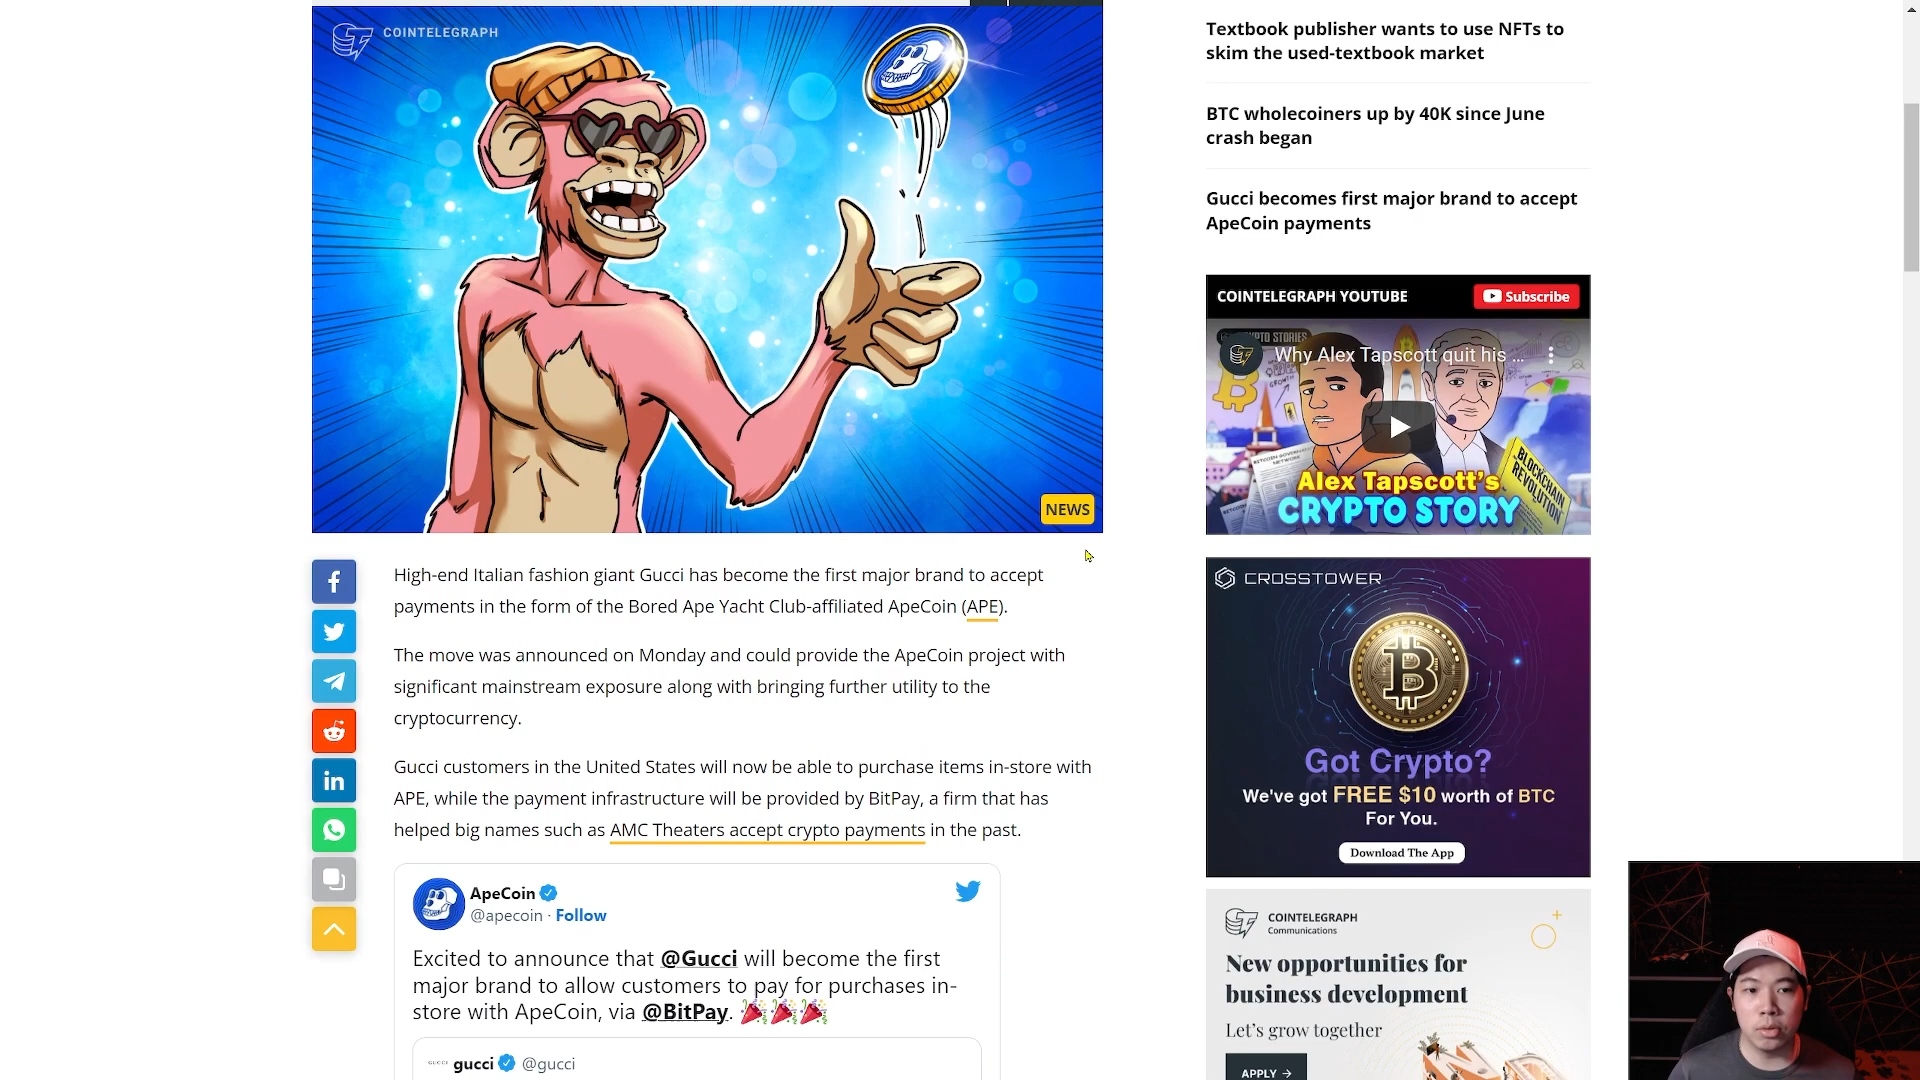 COINTELEGRAPH
NEWS
High-end Italian fashion giant Gucci has become the first major brand to accept
payments in the form of the Bored Ape Yacht Club-affiliated ApeCoin (APE).
The move was announced on Monday and could provide the ApeCoin project with
significant mainstream exposure along with bringing further utility to the
cryptocurrency.
Gucci customers in the United States will now be able to purchase items in-store with
APE, while the payment infrastructure will be provided by BitPay, a firm that has
helped big names such as AMC Theaters accept crypto payments in the past.
ApeCoin
@apecoin · Follow
Excited to announce that @Gucci will become the first
major brand to allow customers to pay for purchases in-
store with ApeCoin, via @BitPay. 🎉🎉🎉
GUCCI gucci @gucci
Textbook publisher wants to use NFTs to
skim the used-textbook market
BTC wholecoiners up by 40K since June
crash began
Gucci becomes first major brand to accept
ApeCoin payments
COINTELEGRAPH YOUTUBE
Subscribe
STORIES
Why Alex Tapscott quit his ...
BLOCKCHAIN
REVOLUTION
Alex Tapscott's
CRYPTO STORY
CROSSTOWER
Got Crypto?
We've got FREE $10 worth of BTC
For You.
Download The App
COINTELEGRAPH
Communications
New opportunities for
business development
Let's grow together
APPLY →